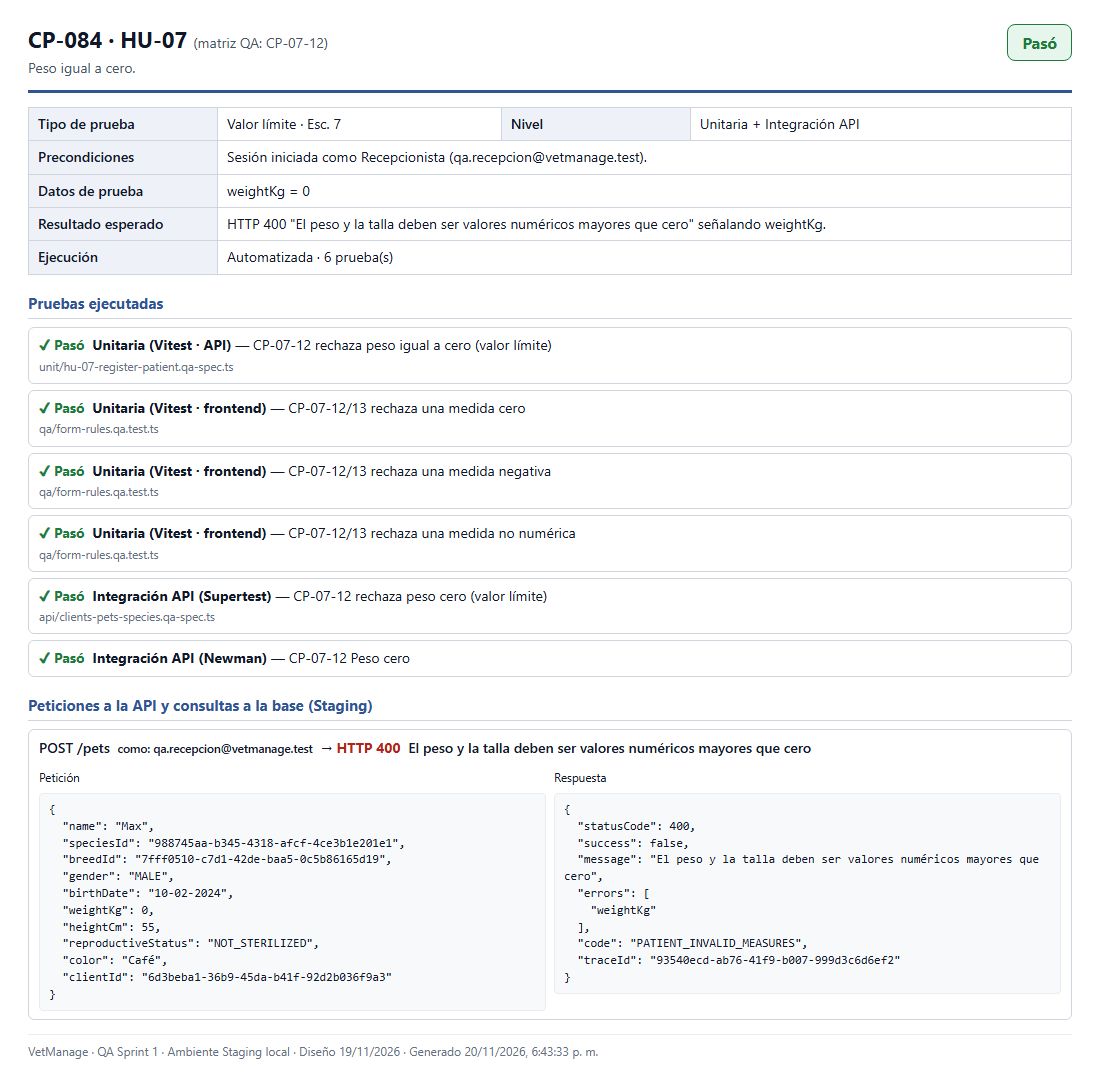 CP-084 · HU-07 (matriz QA: CP-07-12)
Pasó
Peso igual a cero.
Tipo de prueba Valor límite · Esc. 7 Nivel Unitaria + Integración API
Precondiciones Sesión iniciada como Recepcionista (qa.recepcion@vetmanage.test).
Datos de prueba weightKg = 0
Resultado esperado HTTP 400 "El peso y la talla deben ser valores numéricos mayores que cero" señalando weightKg.
Ejecución Automatizada · 6 prueba(s)
Pruebas ejecutadas
✓ Pasó Unitaria (Vitest · API) — CP-07-12 rechaza peso igual a cero (valor límite)
unit/hu-07-register-patient.qa-spec.ts
✓ Pasó Unitaria (Vitest · frontend) — CP-07-12/13 rechaza una medida cero
qa/form-rules.qa.test.ts
✓ Pasó Unitaria (Vitest · frontend) — CP-07-12/13 rechaza una medida negativa
qa/form-rules.qa.test.ts
✓ Pasó Unitaria (Vitest · frontend) — CP-07-12/13 rechaza una medida no numérica
qa/form-rules.qa.test.ts
✓ Pasó Integración API (Supertest) — CP-07-12 rechaza peso cero (valor límite)
api/clients-pets-species.qa-spec.ts
✓ Pasó Integración API (Newman) — CP-07-12 Peso cero
Peticiones a la API y consultas a la base (Staging)
POST /pets como: qa.recepcion@vetmanage.test → HTTP 400 El peso y la talla deben ser valores numéricos mayores que cero
Petición
{
"name": "Max",
"speciesId": "988745aa-b345-4318-afcf-4ce3b1e201e1",
"breedId": "7fff0510-c7d1-42de-baa5-0c5b86165d19",
"gender": "MALE",
"birthDate": "10-02-2024",
"weightKg": 0,
"heightCm": 55,
"reproductiveStatus": "NOT_STERILIZED",
"color": "Café",
"clientId": "6d3beba1-36b9-45da-b41f-92d2b036f9a3"
}
Respuesta
{
"statusCode": 400,
"success": false,
"message": "El peso y la talla deben ser valores numéricos mayores que
cero",
"errors": [
"weightKg"
],
"code": "PATIENT_INVALID_MEASURES",
"traceId": "93540ecd-ab76-41f9-b007-999d3c6d6ef2"
}
VetManage · QA Sprint 1 · Ambiente Staging local · Diseño 19/11/2026 · Generado 20/11/2026, 6:43:33 p. m.